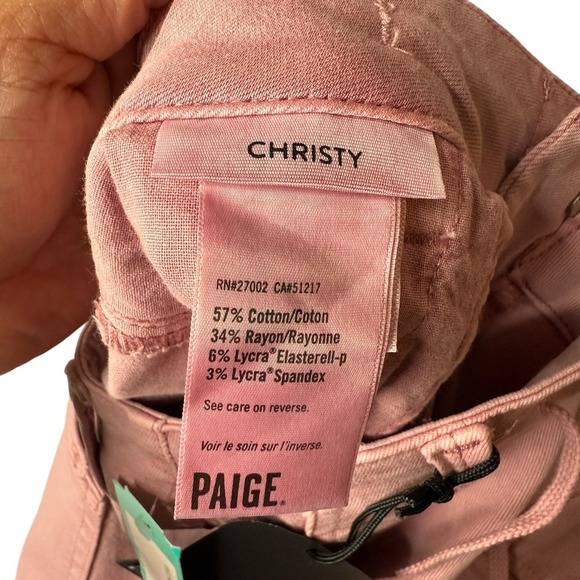 CHRISTY
RN#27002 CA#51217
57% Cotton/Coton
34% Rayon/Rayonne
6% Lycra® Elasterell-p
3% Lycra® Spandex
See care on reverse.
Voir le soin sur l'inverse.
PAIGE®